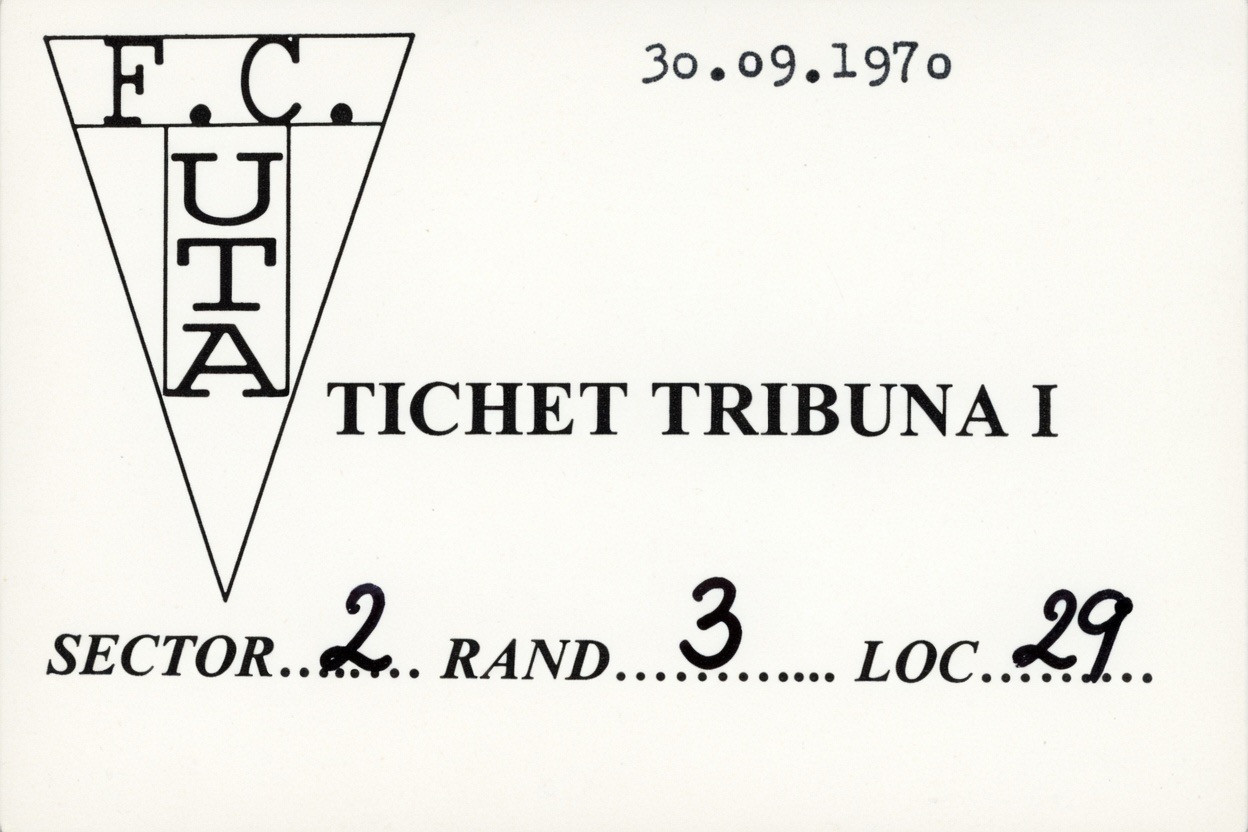 F.C.
UTA
30.09.1970
TICHET TRIBUNA I
SECTOR..2.. RAND....3.... LOC...29...